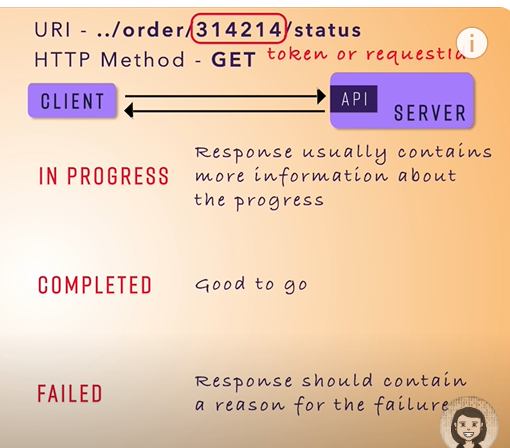 URI - ../order/314214/status
HTTP Method - GET token or requestId
CLIENT
API
SERVER
IN PROGRESS
Response usually contains
more information about
the progress
COMPLETED
Good to go
FAILED
Response should contain
a reason for the failure
i